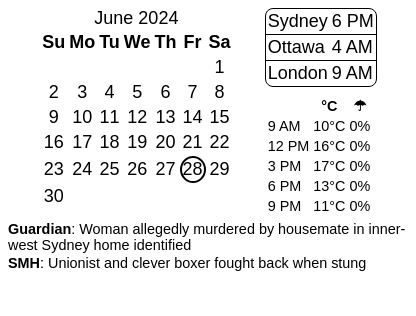 June 2024
Su Mo Tu We Th Fr Sa
1
2 3 4 5 6 7 8
9 10 11 12 13 14 15
16 17 18 19 20 21 22
23 24 25 26 27 28 29
30
Sydney 6 PM
Ottawa 4 AM
London 9 AM
°C ☂
9 AM 10°C 0%
12 PM 16°C 0%
3 PM 17°C 0%
6 PM 13°C 0%
9 PM 11°C 0%
Guardian: Woman allegedly murdered by housemate in inner-
west Sydney home identified
SMH: Unionist and clever boxer fought back when stung